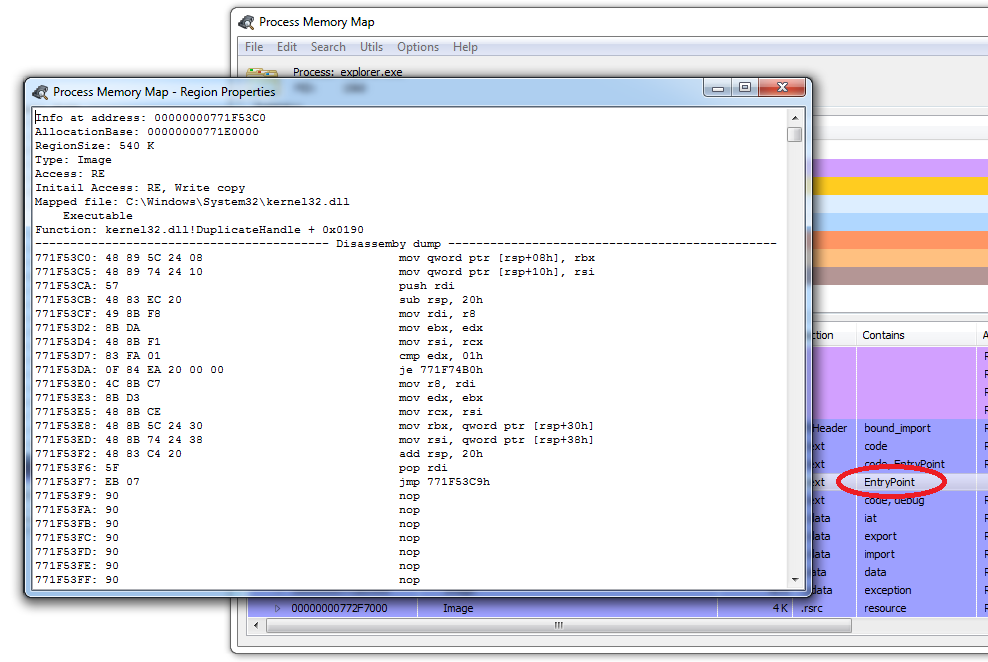 Process Memory Map
File Edit Search Utils Options Help
Process: explorer.exe
Process Memory Map - Region Properties
Info at address: 00000000771F53C0
AllocationBase: 00000000771E0000
RegionSize: 540 K
Type: Image
Access: RE
Initail Access: RE, Write copy
Mapped file: C:\Windows\System32\kernel32.dll
Executable
Function: kernel32.dll!DuplicateHandle + 0x0190
------------------------------------------ Disassemby dump -----------------------------------------------
771F53C0: 48 89 5C 24 08 mov qword ptr [rsp+08h], rbx
771F53C5: 48 89 74 24 10 mov qword ptr [rsp+10h], rsi
771F53CA: 57 push rdi
771F53CB: 48 83 EC 20 sub rsp, 20h
771F53CF: 49 8B F8 mov rdi, r8
771F53D2: 8B DA mov ebx, edx
771F53D4: 48 8B F1 mov rsi, rcx
771F53D7: 83 FA 01 cmp edx, 01h
771F53DA: 0F 84 EA 20 00 00 je 771F74B0h
771F53E0: 4C 8B C7 mov r8, rdi
771F53E3: 8B D3 mov edx, ebx
771F53E5: 48 8B CE mov rcx, rsi
771F53E8: 48 8B 5C 24 30 mov rbx, qword ptr [rsp+30h]
771F53ED: 48 8B 74 24 38 mov rsi, qword ptr [rsp+38h]
771F53F2: 48 83 C4 20 add rsp, 20h
771F53F6: 5F pop rdi
771F53F7: EB 07 jmp 771F53C9h
771F53F9: 90 nop
771F53FA: 90 nop
771F53FB: 90 nop
771F53FC: 90 nop
771F53FD: 90 nop
771F53FE: 90 nop
771F53FF: 90 nop
ction Contains
Header bound_import
ext code
ext code, EntryPoint
ext EntryPoint
ext code, debug
data iat
data export
data import
ata data
data exception
00000000772F7000 Image 4 K .rsrc resource